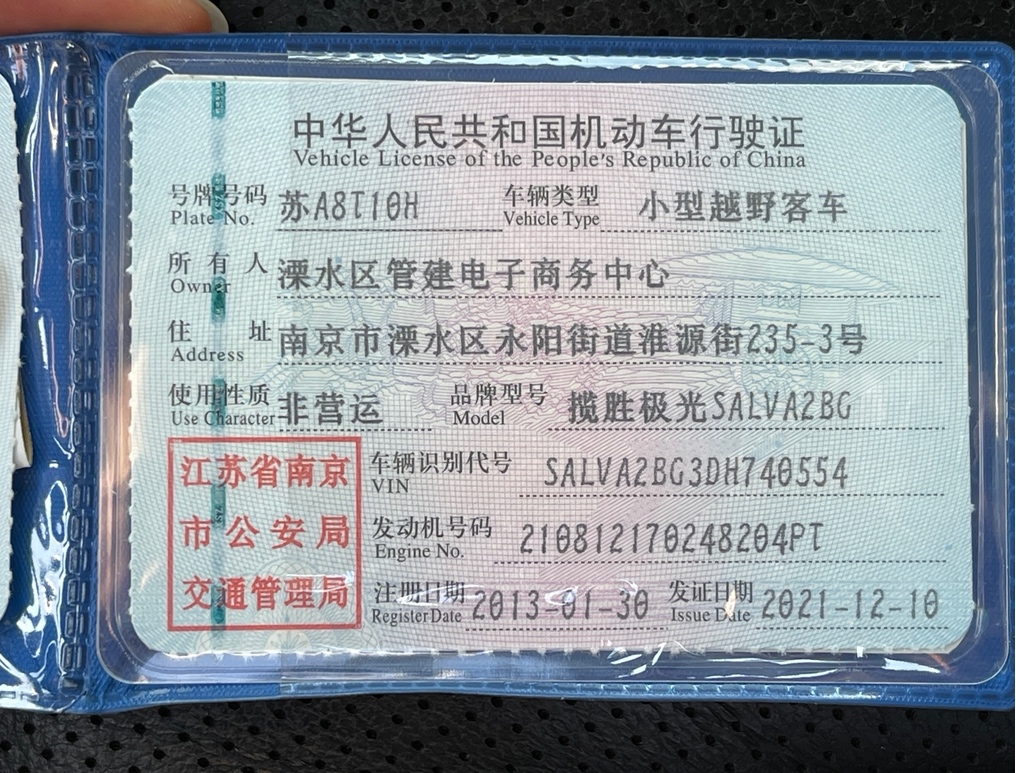 中华人民共和国机动车行驶证
Vehicle License of the People's Republic of China
号牌号码 苏A8T10H 车辆类型 小型越野客车
Plate No. Vehicle Type
所有人 溧水区管建电子商务中心
Owner
住址 南京市溧水区永阳街道淮源街235-3号
Address
使用性质 非营运 品牌型号 揽胜极光SALVA2BG
Use Character Model
江苏省南京
市公安局
交通管理局
车辆识别代号 SALVA2BG3DH740554
VIN
发动机号码 210812170248204PT
Engine No.
注册日期 2013-01-30 发证日期 2021-12-10
Register Date Issue Date